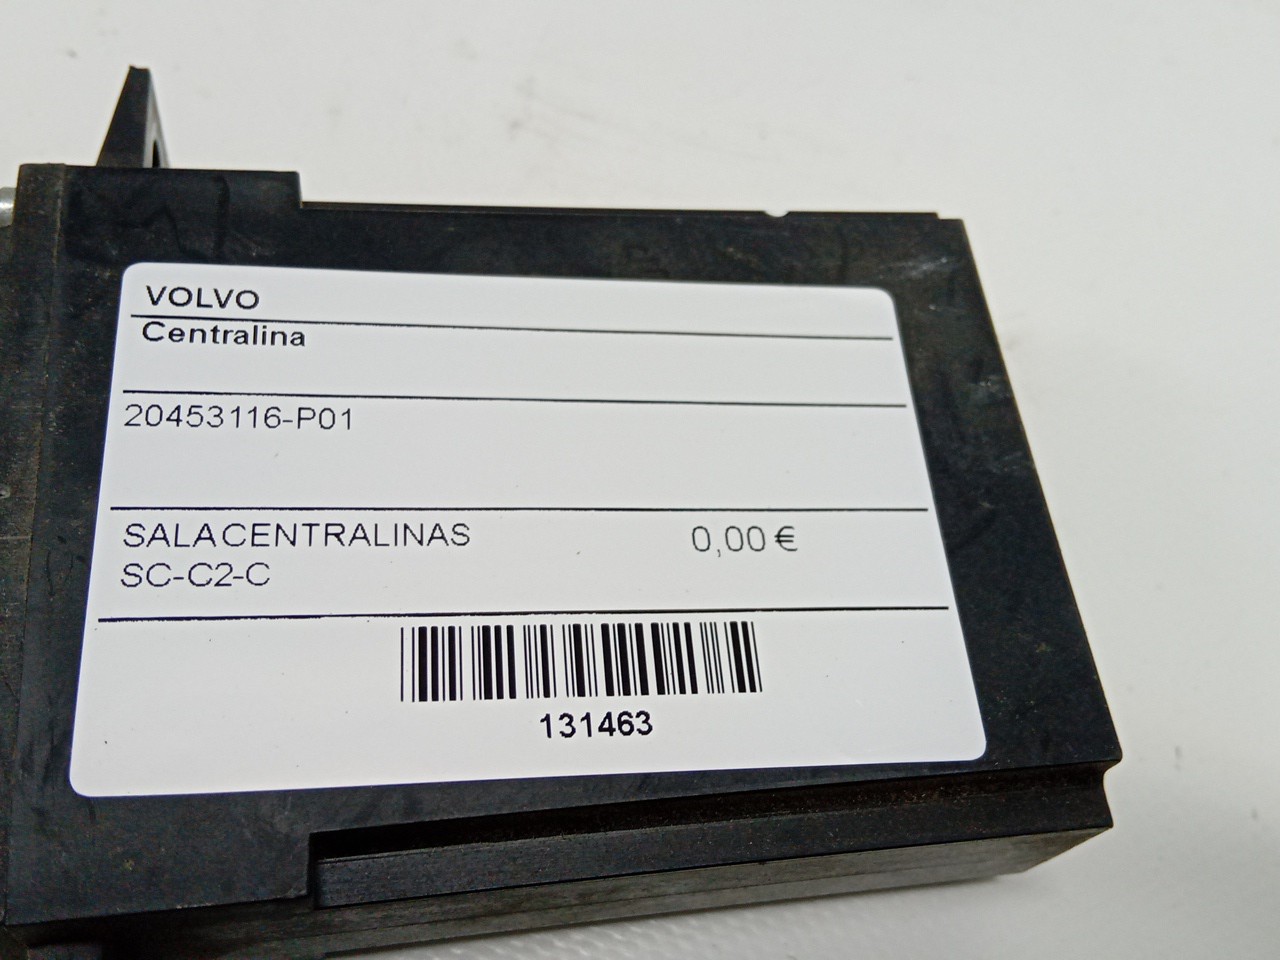 VOLVO
Centralina
20453116-P01
SALACENTRALINAS 0,00 €
SC-C2-C
131463